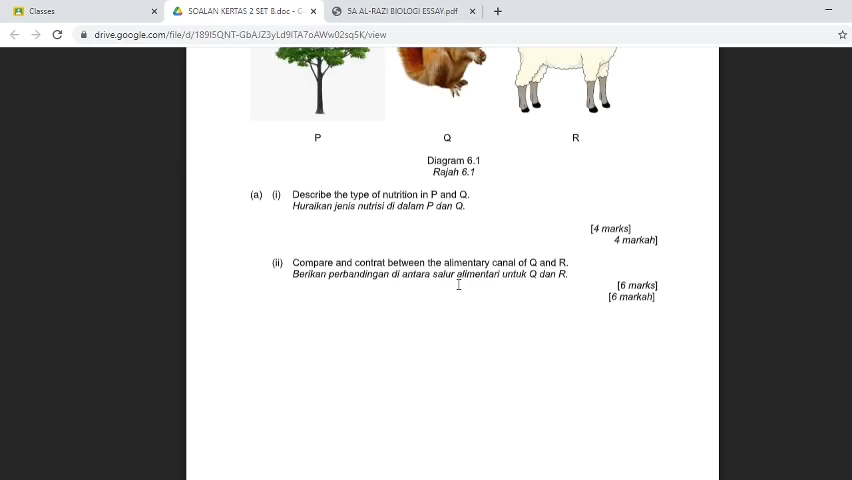 Classes
SOALAN KERTAS 2 SET B.doc - G
5A AL-RAZI BIOLOGI ESSAY.pdf
drive.google.com/file/d/189I5QNT-GbAJZ3yLd9ITA7oAWw02sq5K/view
P Q R
Diagram 6.1
Rajah 6.1
(a) (i) Describe the type of nutrition in P and Q.
Huraikan jenis nutrisi di dalam P dan Q.
[4 marks]
4 markah]
(ii) Compare and contrat between the alimentary canal of Q and R.
Berikan perbandingan di antara salur alimentari untuk Q dan R.
[6 marks]
[6 markah]